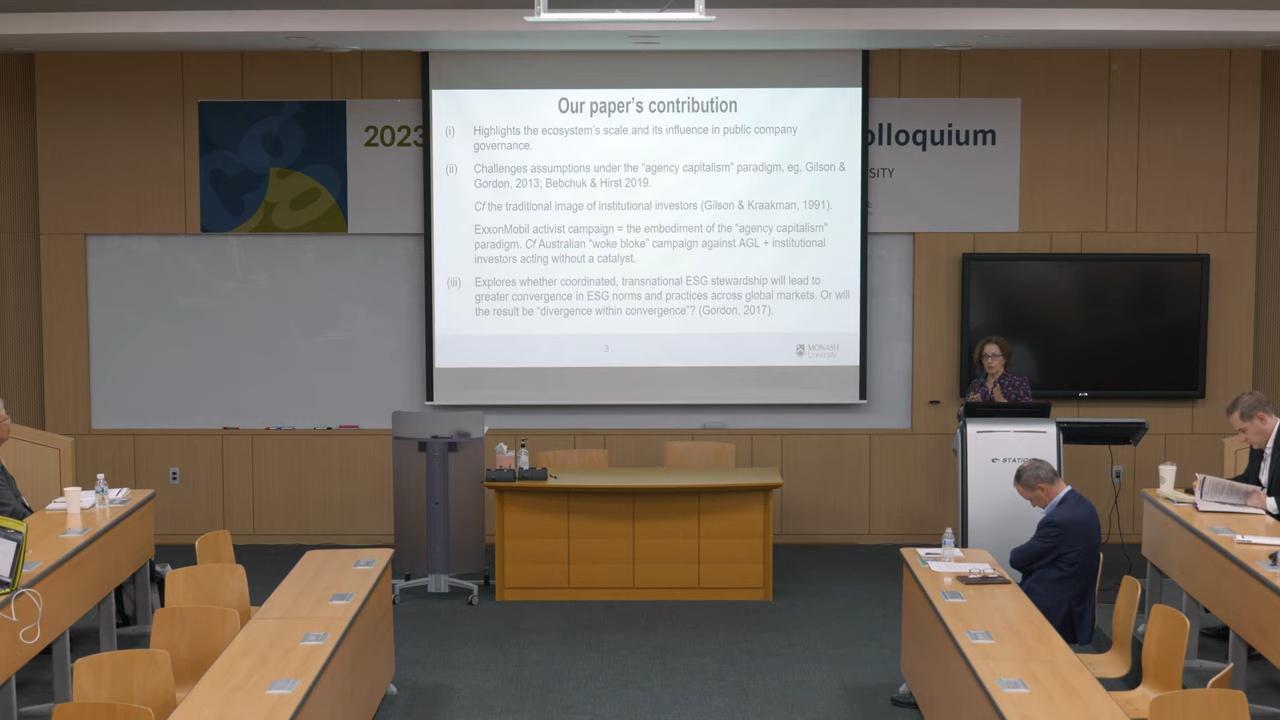 Our paper's contribution
(i) Highlights the ecosystem's scale and its influence in public company
governance.
(ii) Challenges assumptions under the “agency capitalism” paradigm, eg, Gilson &
Gordon, 2013; Bebchuk & Hirst 2019.
Cf the traditional image of institutional investors (Gilson & Kraakman, 1991).
ExxonMobil activist campaign = the embodiment of the “agency capitalism”
paradigm. Cf Australian “woke bloke” campaign against AGL + institutional
investors acting without a catalyst.
(iii) Explores whether coordinated, transnational ESG stewardship will lead to
greater convergence in ESG norms and practices across global markets. Or will
the result be “divergence within convergence”? (Gordon, 2017).
3
MONASH
University
2023
olloquium
SITY